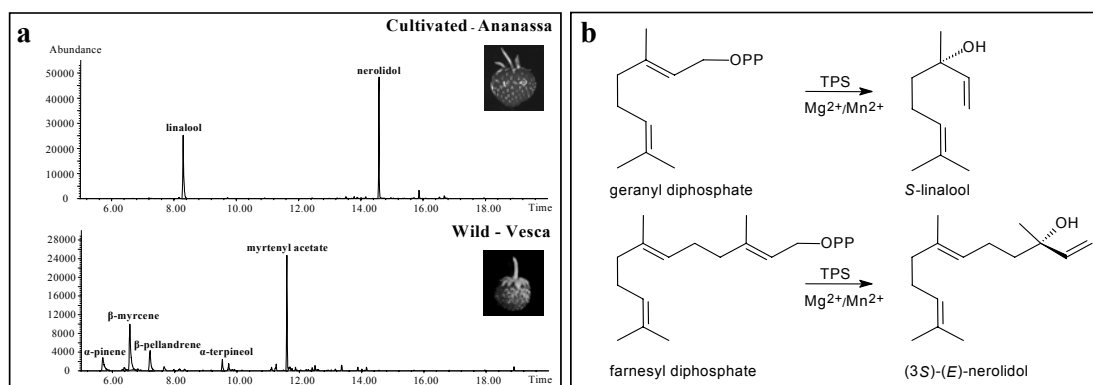 a
Cultivated - Ananassa
Abundance
50000
40000
30000
20000
10000
0
linalool
nerolidol
6.00 8.00 10.00 12.00 14.00 16.00 18.00 Time
Wild - Vesca
28000
24000
20000
16000
12000
8000
4000
0
myrtenyl acetate
β-myrcene
α-pinene
β-pellandrene
α-terpineol
6.00 8.00 10.00 12.00 14.00 16.00 18.00 Time
b
OPP
TPS
Mg2+/Mn2+
OH
geranyl diphosphate
S-linalool
OPP
TPS
Mg2+/Mn2+
OH
farnesyl diphosphate
(3S)-(E)-nerolidol